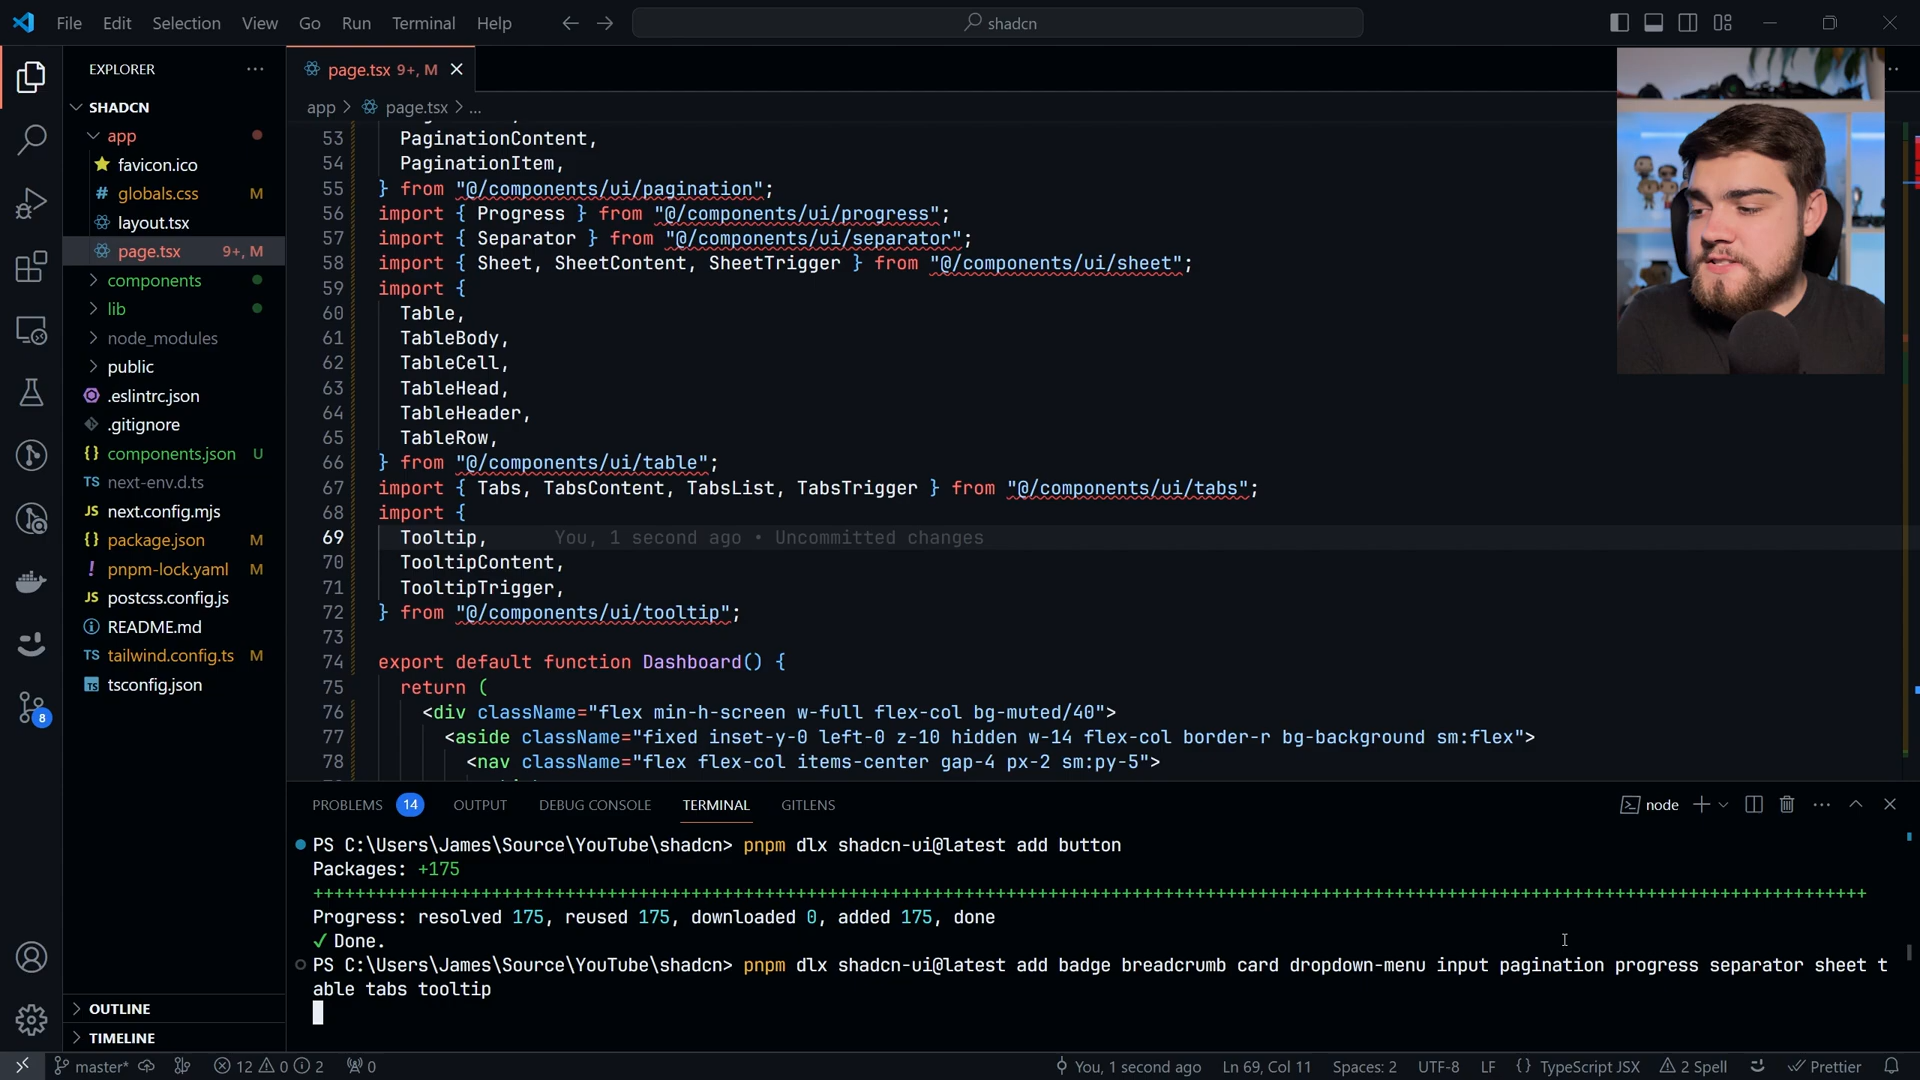 File Edit Selection View Go Run Terminal Help
shadcn
EXPLORER
SHADCN
app
favicon.ico
globals.css M
layout.tsx
page.tsx 9+, M
components
lib
node_modules
public
.eslintrc.json
.gitignore
components.json U
next-env.d.ts
next.config.mjs
package.json M
pnpm-lock.yaml M
postcss.config.js
README.md
tailwind.config.ts M
tsconfig.json
OUTLINE
TIMELINE
8
page.tsx 9+, M
app > page.tsx > ...
53 PaginationContent,
54 PaginationItem,
55 } from "@/components/ui/pagination";
56 import { Progress } from "@/components/ui/progress";
57 import { Separator } from "@/components/ui/separator";
58 import { Sheet, SheetContent, SheetTrigger } from "@/components/ui/sheet";
59 import {
60 Table,
61 TableBody,
62 TableCell,
63 TableHead,
64 TableHeader,
65 TableRow,
66 } from "@/components/ui/table";
67 import { Tabs, TabsContent, TabsList, TabsTrigger } from "@/components/ui/tabs";
68 import {
69 Tooltip, You, 1 second ago • Uncommitted changes
70 TooltipContent,
71 TooltipTrigger,
72 } from "@/components/ui/tooltip";
73
74 export default function Dashboard() {
75 return (
76 <div className="flex min-h-screen w-full flex-col bg-muted/40">
77 <aside className="fixed inset-y-0 left-0 z-10 hidden w-14 flex-col border-r bg-background sm:flex">
78 <nav className="flex flex-col items-center gap-4 px-2 sm:py-5">
PROBLEMS 14 OUTPUT DEBUG CONSOLE TERMINAL GITLENS
node
PS C:\Users\James\Source\YouTube\shadcn> pnpm dlx shadcn-ui@latest add button
Packages: +175
Progress: resolved 175, reused 175, downloaded 0, added 175, done
✓ Done.
PS C:\Users\James\Source\YouTube\shadcn> pnpm dlx shadcn-ui@latest add badge breadcrumb card dropdown-menu input pagination progress separator sheet t
able tabs tooltip
master* 12 0 2 0 You, 1 second ago Ln 69, Col 11 Spaces: 2 UTF-8 LF {} TypeScript JSX 2 Spell Prettier